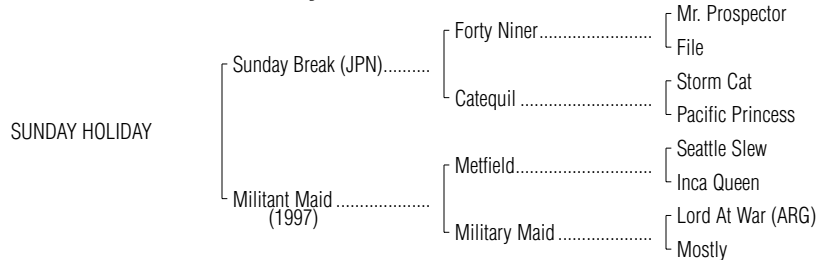 Mr. Prospector
Forty Niner.........................
File
Sunday Break (JPN)..........
Storm Cat
Catequil .............................
Pacific Princess
SUNDAY HOLIDAY
Seattle Slew
Metfield..............................
Inca Queen
Militant Maid ....................
(1997)
Lord At War (ARG)
Military Maid ....................
Mostly